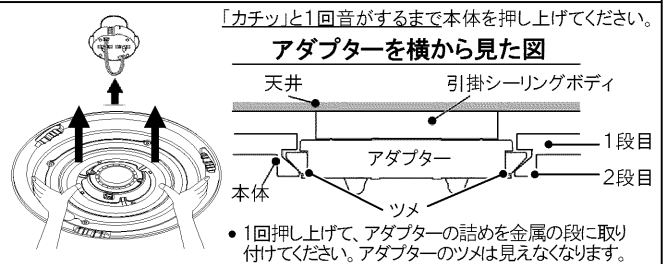 「カチッ」と1回音がするまで本体を押し上げてください。
アダプターを横から見た図
天井
引掛シーリングボディ
アダプター
1段目
2段目
本体
ツメ
● 1回押し上げて、アダプターの詰めを金属の段に取り
付けてください。アダプターのツメは見えなくなります。